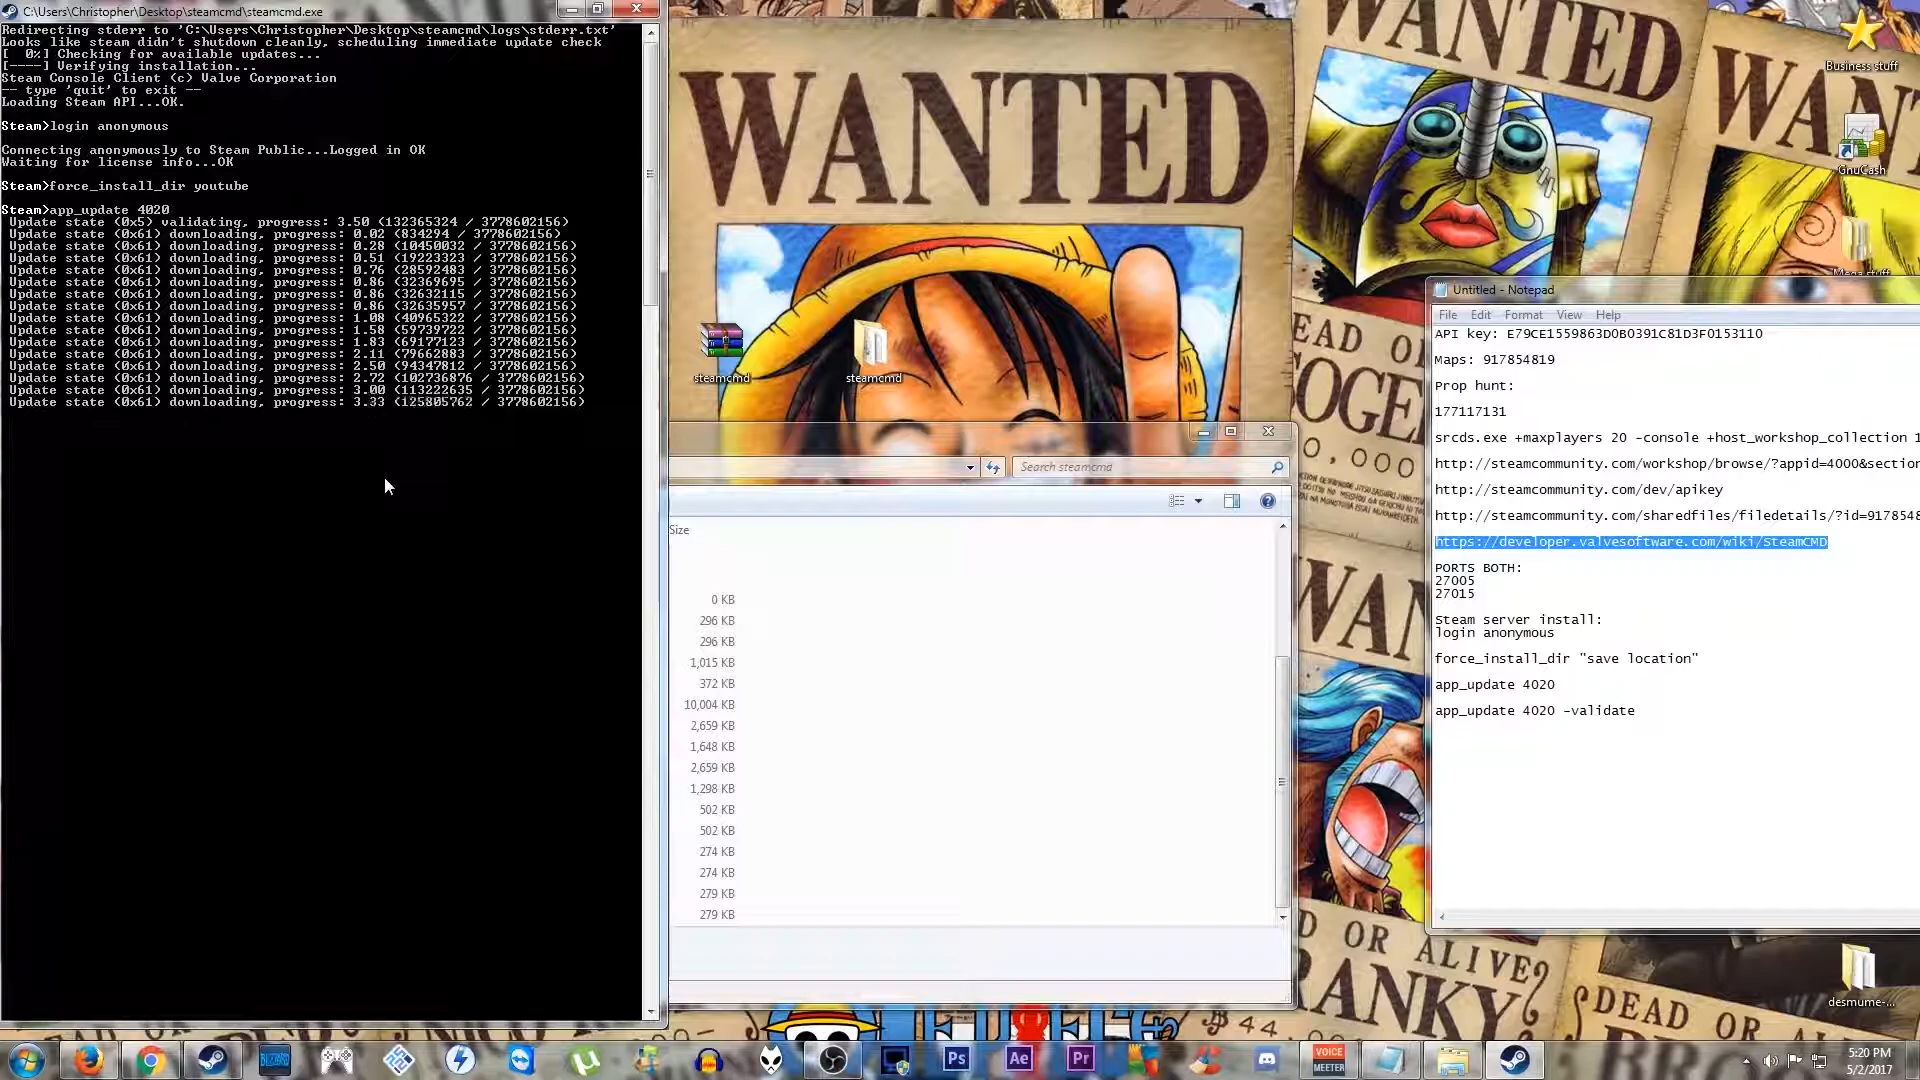 C:\Users\Christopher\Desktop\steamcmd\steamcmd.exe
Redirecting stderr to 'C:\Users\Christopher\Desktop\steamcmd\logs\stderr.txt'
Looks like steam didn't shutdown cleanly, scheduling immediate update check
[  0%] Checking for available updates...
[----] Verifying installation...
Steam Console Client (c) Valve Corporation
-- type 'quit' to exit --
Loading Steam API...OK.
Steam>login anonymous
Connecting anonymously to Steam Public...Logged in OK
Waiting for license info...OK
Steam>force_install_dir youtube
Steam>app_update 4020
Update state (0x5) validating, progress: 3.50 (132365324 / 3778602156)
Update state (0x61) downloading, progress: 0.02 (834294 / 3778602156)
Update state (0x61) downloading, progress: 0.28 (10450032 / 3778602156)
Update state (0x61) downloading, progress: 0.51 (19223323 / 3778602156)
Update state (0x61) downloading, progress: 0.76 (28592483 / 3778602156)
Update state (0x61) downloading, progress: 0.86 (32369695 / 3778602156)
Update state (0x61) downloading, progress: 0.86 (32632115 / 3778602156)
Update state (0x61) downloading, progress: 0.86 (32635957 / 3778602156)
Update state (0x61) downloading, progress: 1.08 (40965322 / 3778602156)
Update state (0x61) downloading, progress: 1.58 (59739722 / 3778602156)
Update state (0x61) downloading, progress: 1.83 (69177123 / 3778602156)
Update state (0x61) downloading, progress: 2.11 (79662883 / 3778602156)
Update state (0x61) downloading, progress: 2.50 (94347812 / 3778602156)
Update state (0x61) downloading, progress: 2.72 (102736876 / 3778602156)
Update state (0x61) downloading, progress: 3.00 (113222635 / 3778602156)
Update state (0x61) downloading, progress: 3.33 (125805762 / 3778602156)
WANTED
WANTED
WAN
Business stuff
GnuCash
Mega stuff
steamcmd
steamcmd
Search steamcmd
Size
0 KB
296 KB
296 KB
1,015 KB
372 KB
10,004 KB
2,659 KB
1,648 KB
2,659 KB
1,298 KB
502 KB
502 KB
274 KB
274 KB
279 KB
279 KB
Untitled - Notepad
File Edit Format View Help
API key: E79CE1559863D0B0391C81D3F0153110
Maps: 917854819
Prop hunt:
177117131
srcds.exe +maxplayers 20 -console +host_workshop_collection 1
http://steamcommunity.com/workshop/browse/?appid=4000&section
http://steamcommunity.com/dev/apikey
http://steamcommunity.com/sharedfiles/filedetails/?id=9178548
https://developer.valvesoftware.com/wiki/SteamCMD
PORTS BOTH:
27005
27015
Steam server install:
login anonymous
force_install_dir "save location"
app_update 4020
app_update 4020 -validate
DEAD OR ALIVE
RANKY
DEAD OR ALI
desmume-...
BLIZZARD
Ps
Ae
Pr
VOICE
MEETER
5:20 PM
5/2/2017